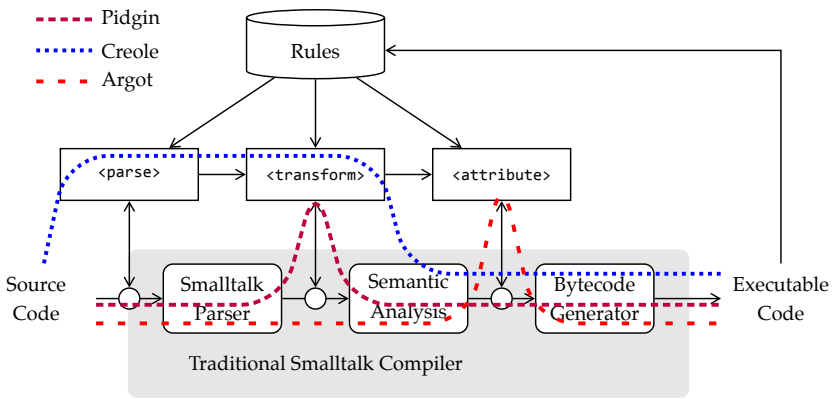 Pidgin
Creole
Argot
Rules
<parse>
<transform>
<attribute>
Source
Code
Smalltalk
Parser
Semantic
Analysis
Bytecode
Generator
Executable
Code
Traditional Smalltalk Compiler